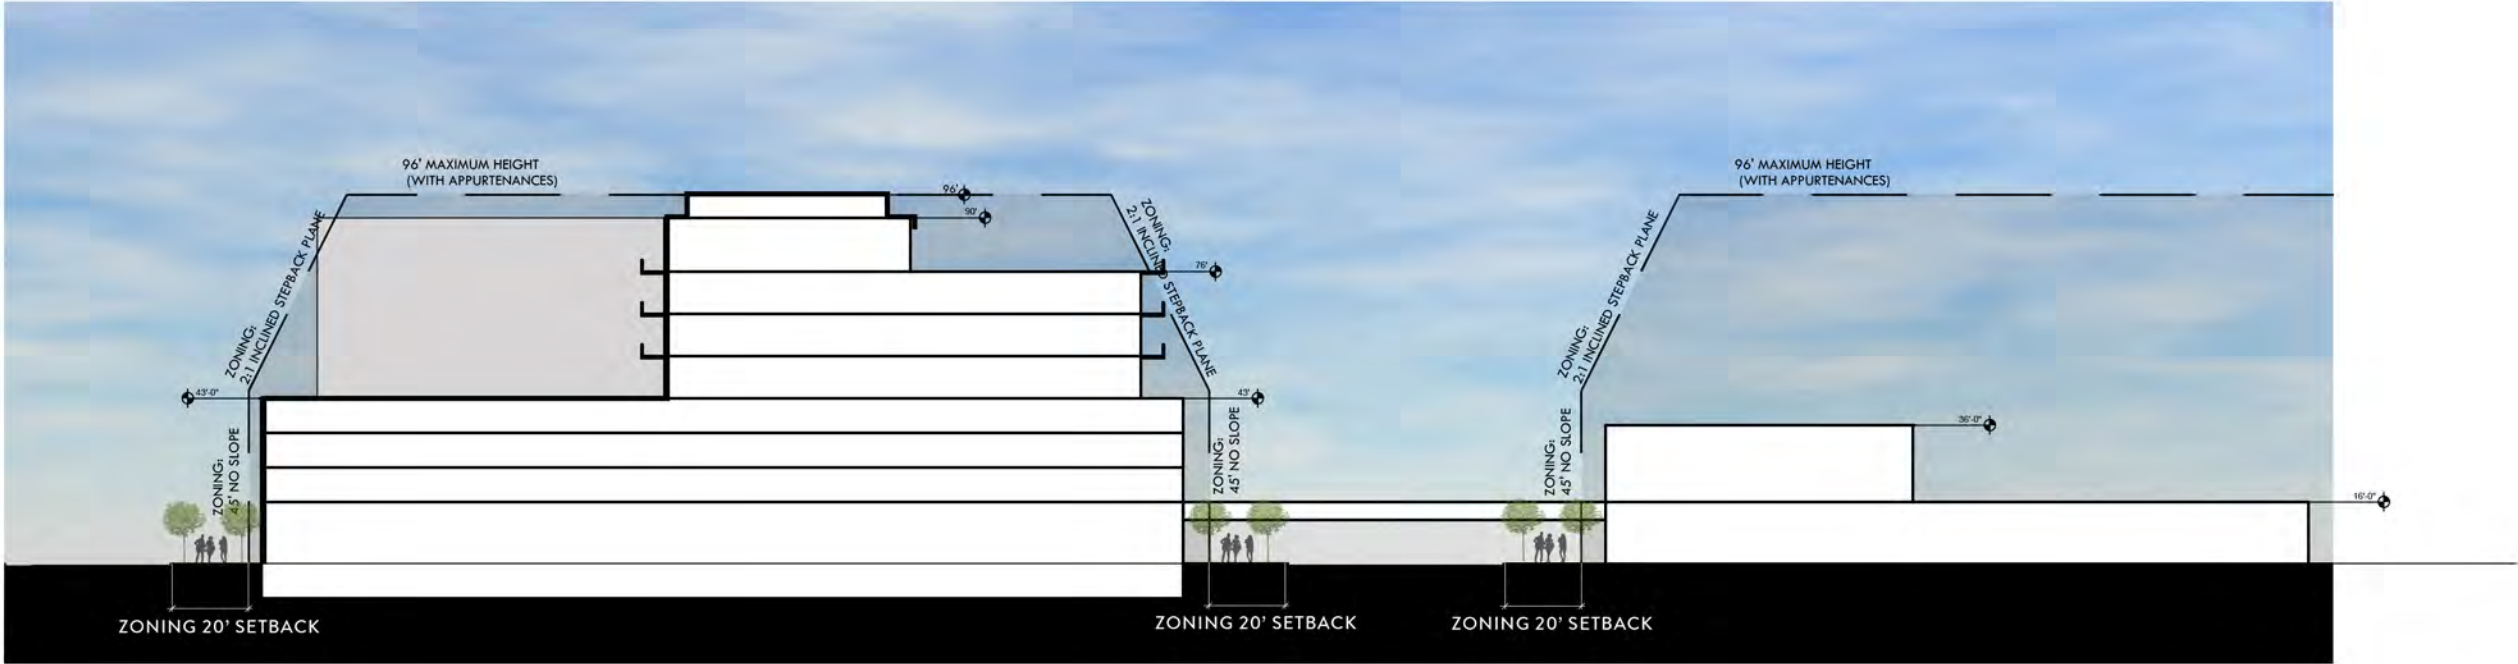 96' MAXIMUM HEIGHT
(WITH APPURTENANCES)
96'
90'
ZONING:
2:1 INCLINED STEPBACK PLANE
76'
ZONING:
2:1 INCLINED STEPBACK PLANE
43'-0"
43'
ZONING:
45' NO SLOPE
ZONING:
45' NO SLOPE
96' MAXIMUM HEIGHT
(WITH APPURTENANCES)
ZONING:
2:1 INCLINED STEPBACK PLANE
ZONING:
45' NO SLOPE
36'-0"
16'-0"
ZONING 20' SETBACK
ZONING 20' SETBACK
ZONING 20' SETBACK